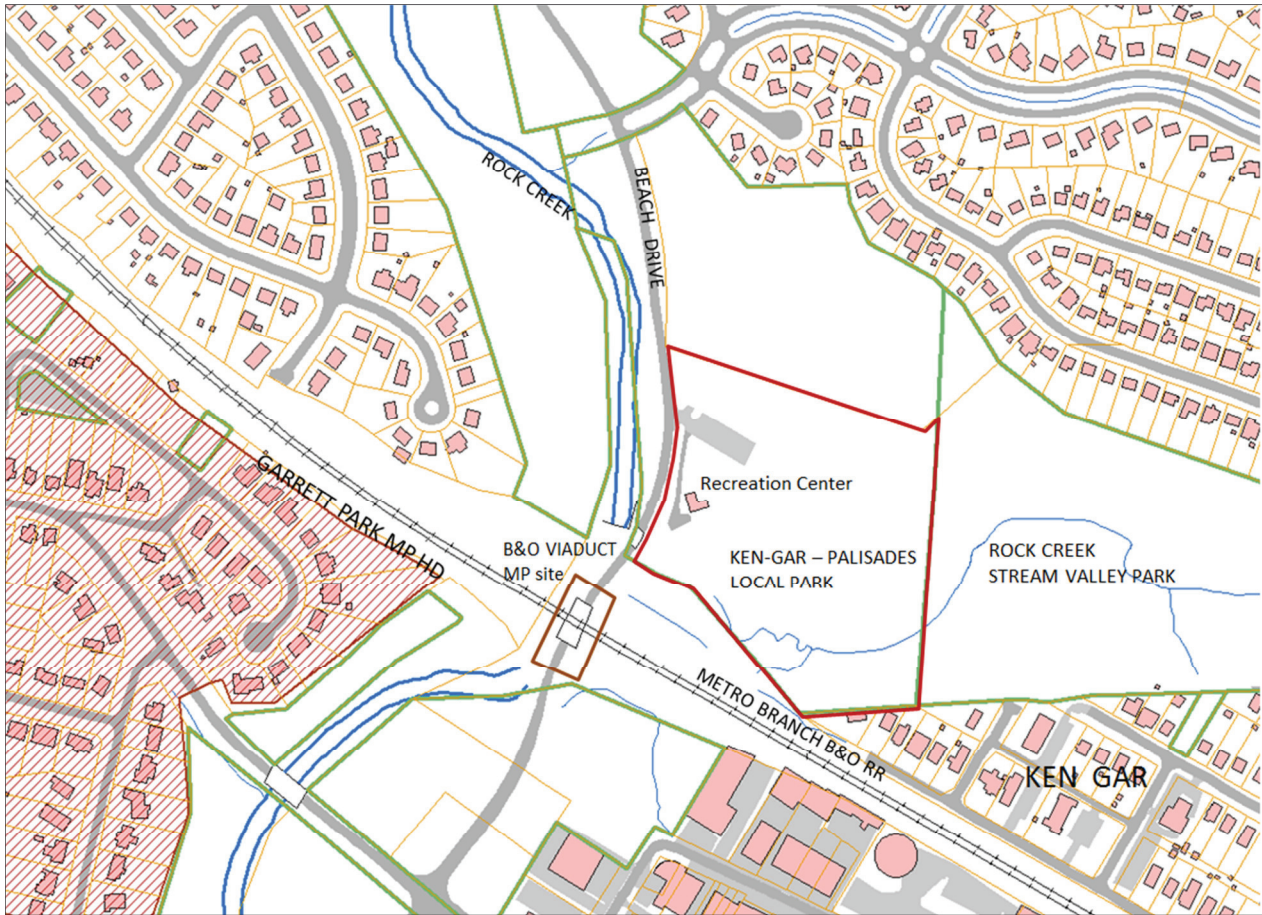 ROCK CREEK
BEACH DRIVE
GARRETT PARK MP HD
Recreation Center
B&O VIADUCT
MP site
KEN-GAR – PALISADES
LOCAL PARK
ROCK CREEK
STREAM VALLEY PARK
METRO BRANCH B&O RR
KEN GAR